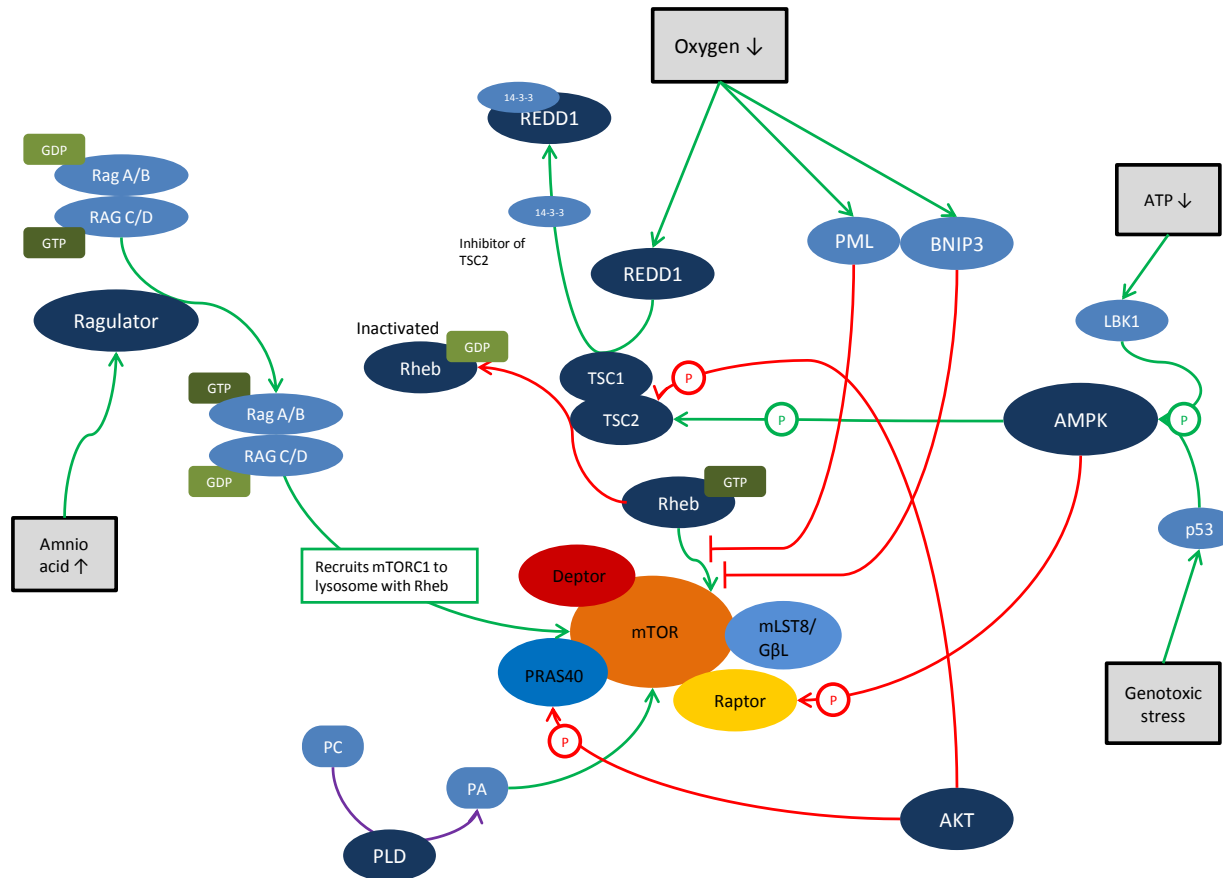 Oxygen ↓
14-3-3
REDD1
GDP
Rag A/B
RAG C/D
GTP
ATP ↓
14-3-3
Inhibitor of
TSC2
PML
BNIP3
REDD1
Ragulator
LBK1
Inactivated
GDP
Rheb
TSC1
P
TSC2
P
AMPK
P
GTP
Rag A/B
RAG C/D
GDP
GTP
Rheb
Amnio
acid ↑
p53
Recruits mTORC1 to
lysosome with Rheb
Deptor
mTOR
mLST8/
GβL
PRAS40
Raptor
P
Genotoxic
stress
PC
P
PA
AKT
PLD